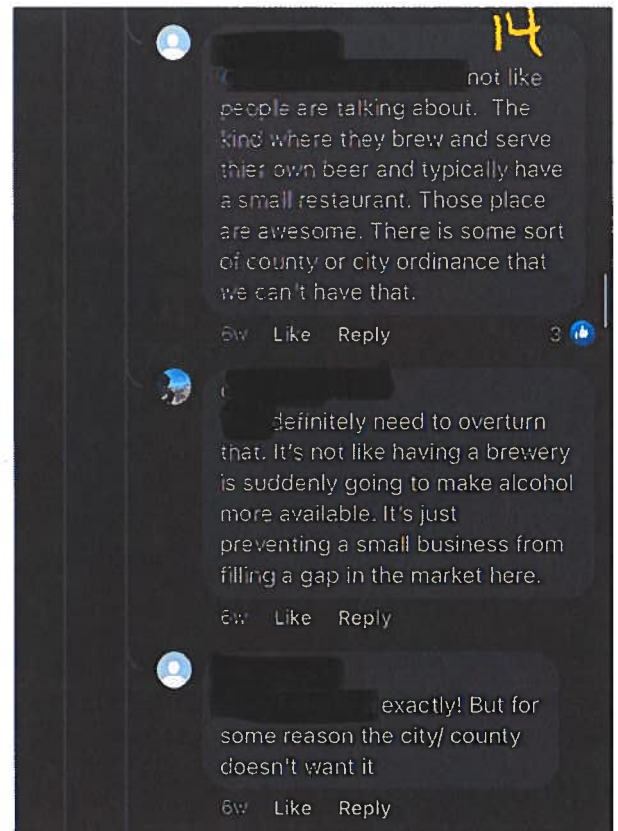 14
not like
people are talking about. The
kind where they brew and serve
thier own beer and typically have
a small restaurant. Those place
are awesome. There is some sort
of county or city ordinance that
we can't have that.
6w Like Reply 3
definitely need to overturn
that. It's not like having a brewery
is suddenly going to make alcohol
more available. It's just
preventing a small business from
filling a gap in the market here.
6w Like Reply
exactly! But for
some reason the city/ county
doesn't want it
6w Like Reply